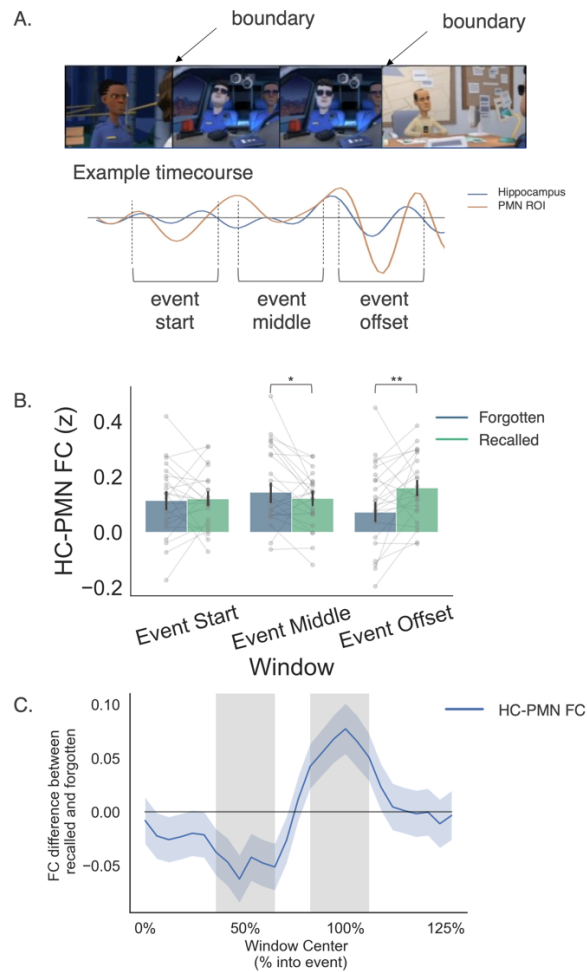 A.
boundary
boundary
Example timecourse
Hippocampus
PMN ROI
event
start
event
middle
event
offset
B.
*
**
Forgotten
Recalled
HC-PMN FC (z)
0.4
0.2
0.0
−0.2
Event Start
Event Middle
Event Offset
Window
C.
HC-PMN FC
FC difference between
recalled and forgotten
0.10
0.05
0.00
−0.05
0%
50%
100%
125%
Window Center
(% into event)